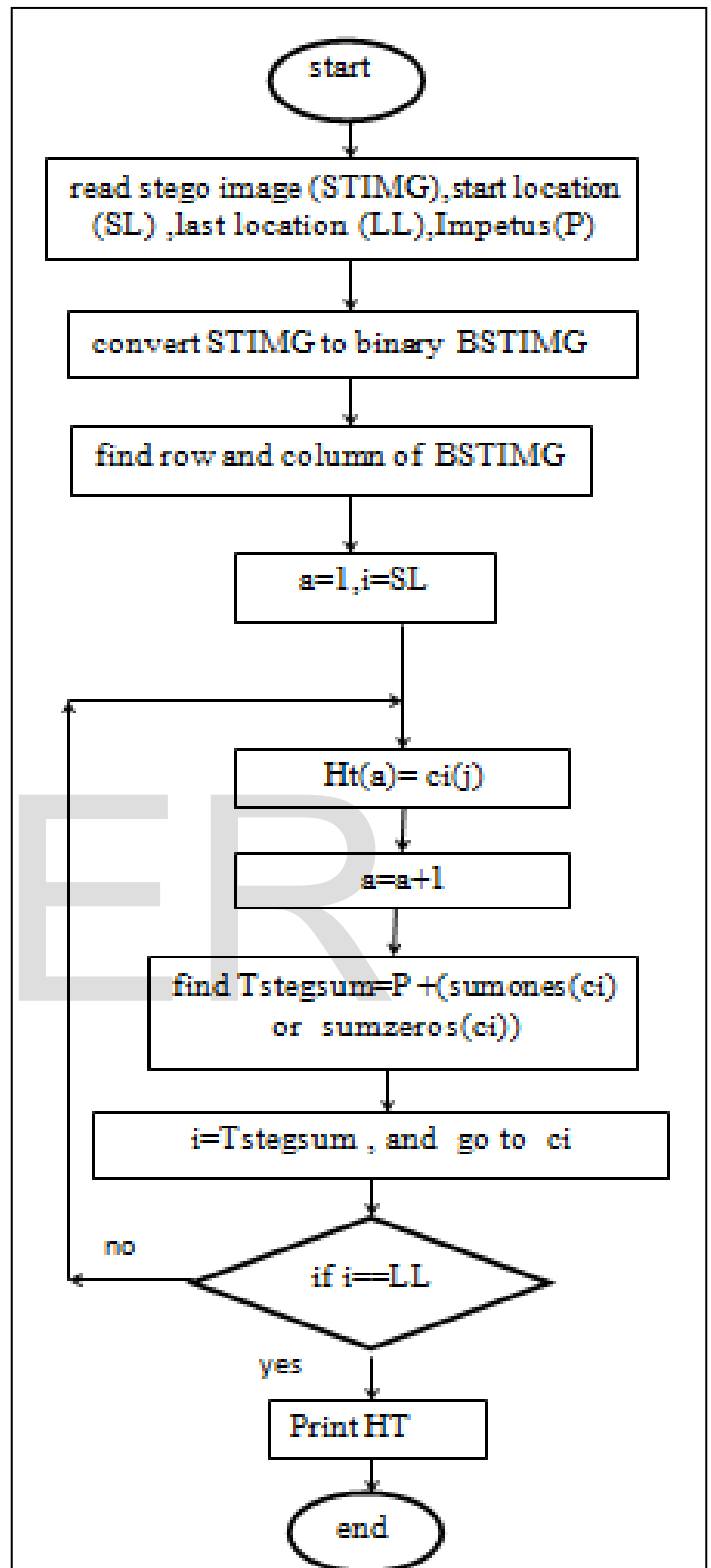 start
read stego image (STIMG),start location
(SL) ,last location (LL),Impetus(P)
convert STIMG to binary BSTIMG
find row and column of BSTIMG
a=1,i=SL
Ht(a)= ci(j)
a=a+1
find Tstegsum=P+(sumones(ci)
or sumzeros(ci))
i=Tstegsum , and go to ci
if i==LL
no
yes
Print HT
end
ER